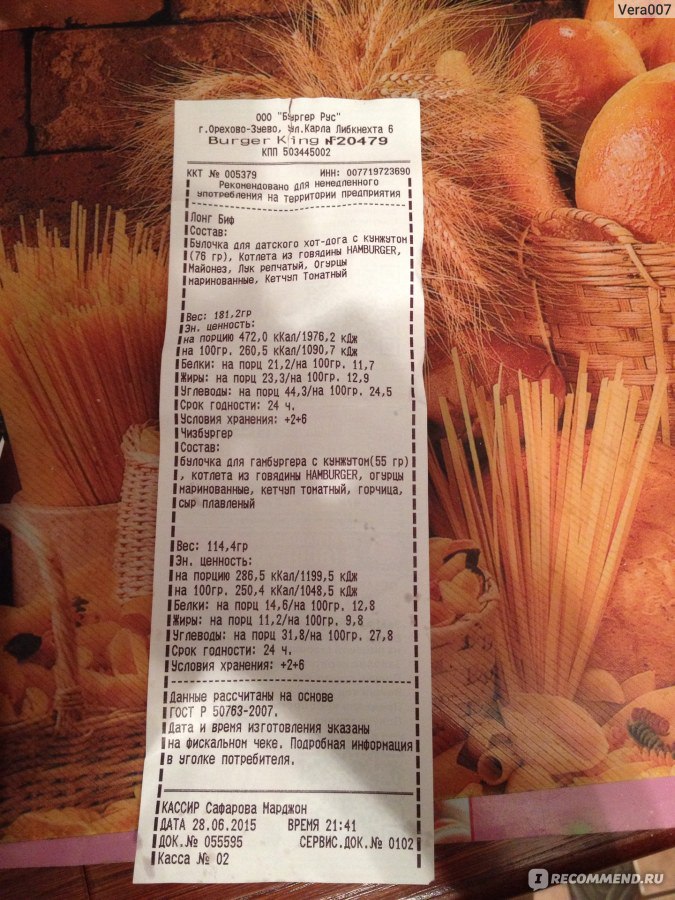 Vera007
ООО "Бургер Рус"
г.Орехово-Зуево, ул.Карла Либкнехта 6
Burger King №20479
КПП 503445002
ККТ № 005379 ИНН: 007719723690
Рекомендовано для немедленного
употребления на территории предприятия
Лонг Биф
Состав:
Булочка для датского хот-дога с кунжутом
(76 гр), Котлета из говядины HAMBURGER,
Майонез, Лук репчатый, Огурцы
маринованные, Кетчуп Томатный
Вес: 181,2гр
Эн. ценность:
на порцию 472,0 кКал/1976,2 кДж
на 100гр. 260,5 кКал/1090,7 кДж
Белки: на порц 21,2/на 100гр. 11,7
Жиры: на порц 23,3/на 100гр. 12,9
Углеводы: на порц 44,3/на 100гр. 24,5
Срок годности: 24 ч.
Условия хранения: +2+6
Чизбургер
Состав:
булочка для гамбургера с кунжутом(55 гр)
, котлета из говядины HAMBURGER, огурцы
маринованные, кетчуп томатный, горчица,
сыр плавленый
Вес: 114,4гр
Эн. ценность:
на порцию 286,5 кКал/1199,5 кДж
на 100гр. 250,4 кКал/1048,5 кДж
Белки: на порц 14,6/на 100гр. 12,8
Жиры: на порц 11,2/на 100гр. 9,8
Углеводы: на порц 31,8/на 100гр. 27,8
Срок годности: 24 ч.
Условия хранения: +2+6
Данные рассчитаны на основе
ГОСТ Р 50763-2007.
Дата и время изготовления указаны
на фискальном чеке. Подробная информация
в уголке потребителя.
КАССИР Сафарова Марджон
ДАТА 28.06.2015 ВРЕМЯ 21:41
ДОК.№ 055595 СЕРВИС.ДОК.№ 0102
Касса № 02
IRECOMMEND.RU